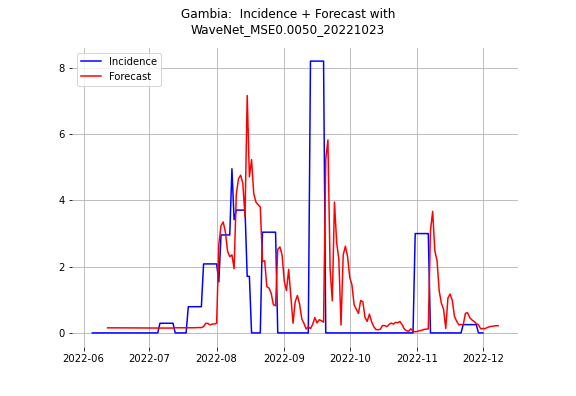 Gambia:  Incidence + Forecast with
WaveNet_MSE0.0050_20221023
Incidence
Forecast
8
6
4
2
0
2022-06 2022-07 2022-08 2022-09 2022-10 2022-11 2022-12